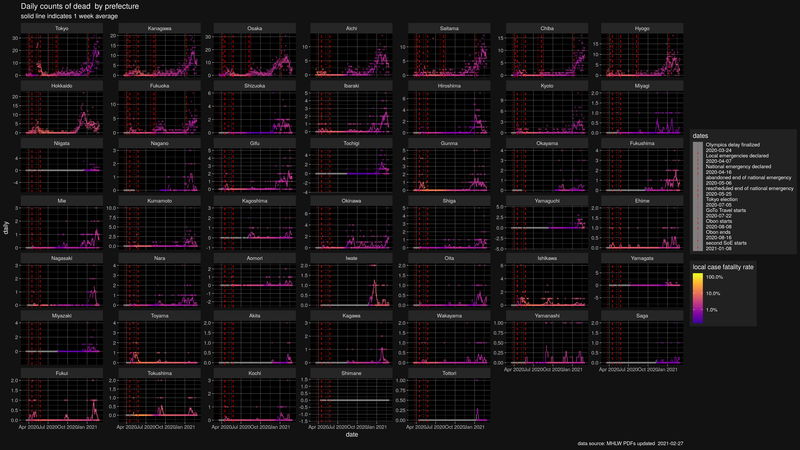 Daily counts of dead by prefecture
solid line indicates 1 week average
Tokyo Kanagawa Osaka Aichi Saitama Chiba Hyogo
Hokkaido Fukuoka Shizuoka Ibaraki Hiroshima Kyoto Miyagi
Niigata Nagano Gifu Tochigi Gunma Okayama Fukushima
Mie Kumamoto Kagoshima Okinawa Shiga Yamaguchi Ehime
Nagasaki Nara Aomori Iwate Oita Ishikawa Yamagata
Miyazaki Toyama Akita Kagawa Wakayama Yamanashi Saga
Fukui Tokushima Kochi Shimane Tottori
Apr 2020 Jul 2020 Oct 2020 Jan 2021
daily
date
dates
Olympics delay finalized
2020-03-24
Local emergencies declared
2020-04-07
National emergency declared
2020-04-16
abandoned end of national emergency
2020-05-06
rescheduled end of national emergency
2020-05-25
Tokyo election
2020-07-05
GoTo Travel starts
2020-07-22
Obon starts
2020-08-08
Obon ends
2020-08-16
second SoE starts
2021-01-08
local case fatality rate
100.0%
10.0%
1.0%
data source: MHLW PDFs updated 2021-02-27